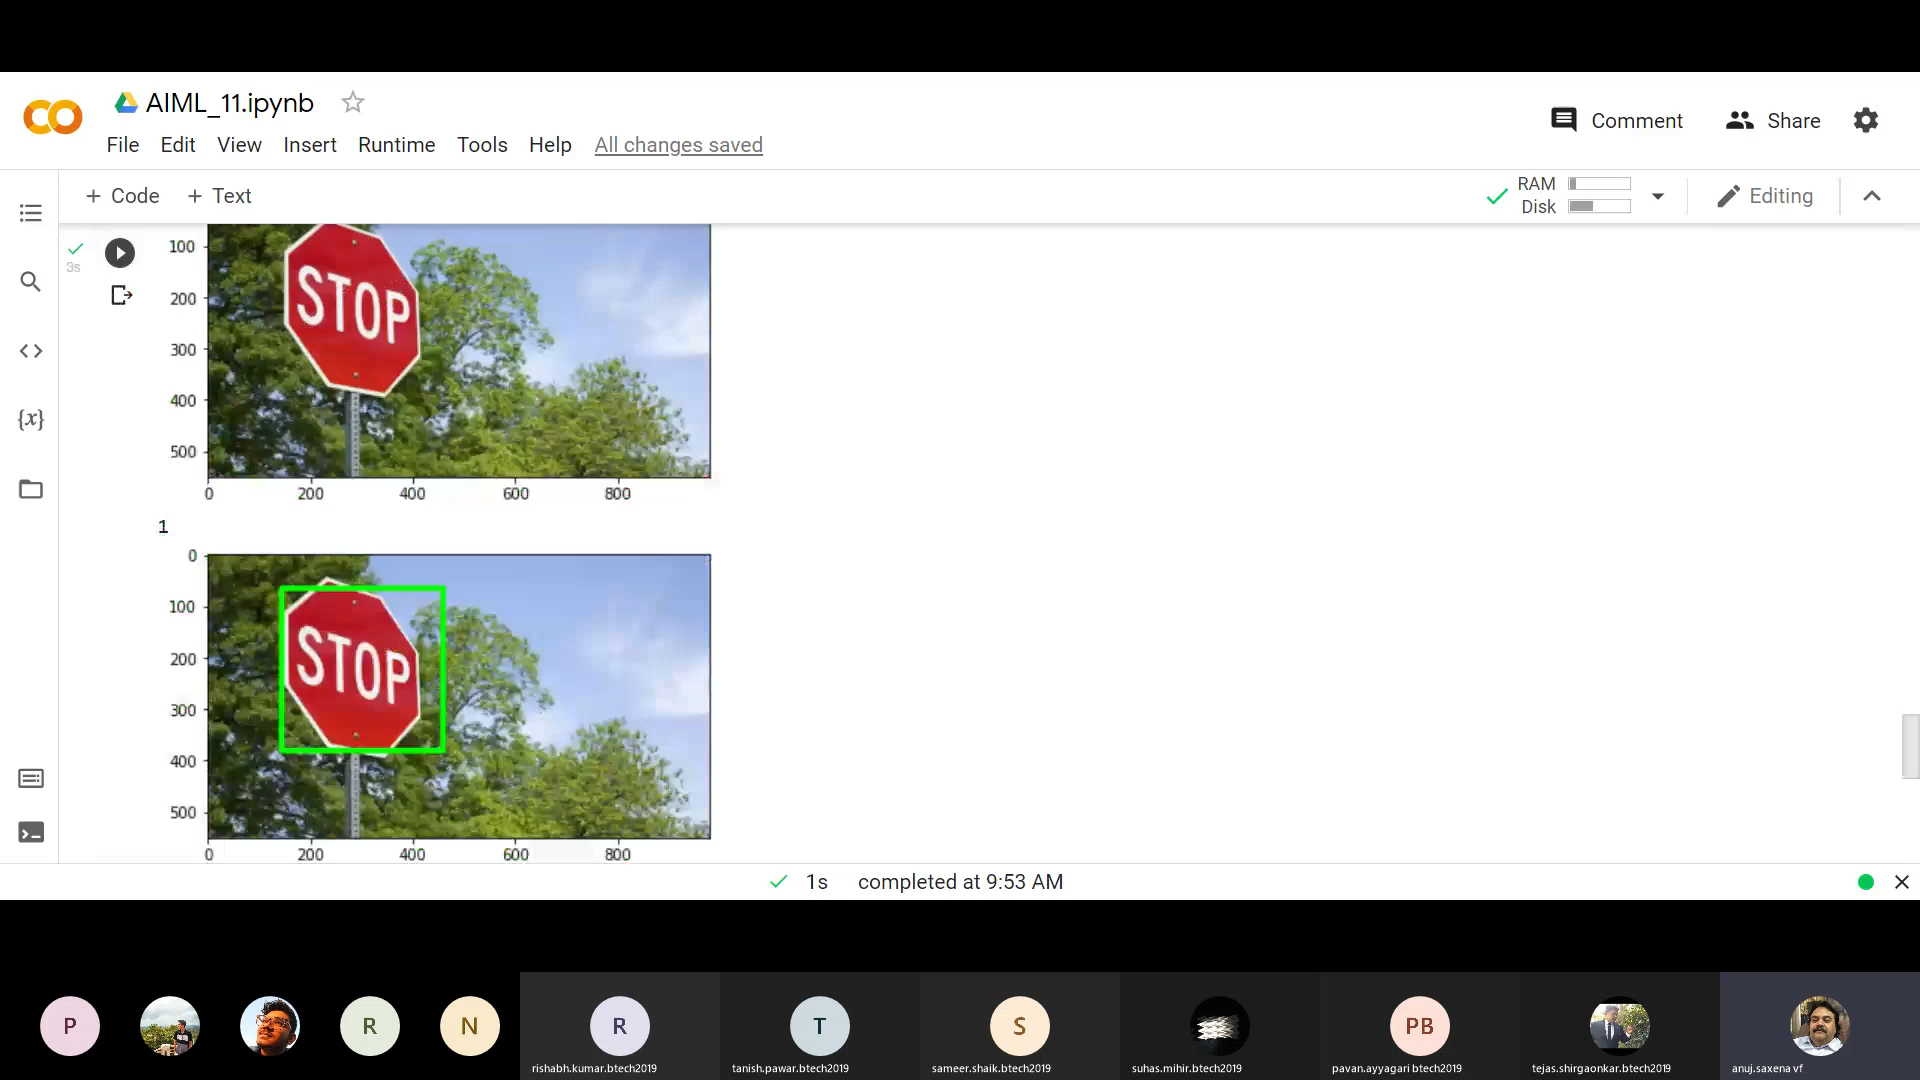 AIML_11.ipynb
Comment
Share
File Edit View Insert Runtime Tools Help All changes saved
+ Code + Text
RAM
Disk
Editing
3s
100
200
300
400
500
STOP
0 200 400 600 800
1
0
100
200
300
400
500
STOP
0 200 400 600 800
{x}
1s completed at 9:53 AM
P
R
N
R
T
S
PB
rishabh.kumar.btech2019
tanish.pawar.btech2019
sameer.shaik.btech2019
suhas.mihir.btech2019
pavan.ayyagari btech2019
tejas.shirgaonkar.btech2019
anuj.saxena vf